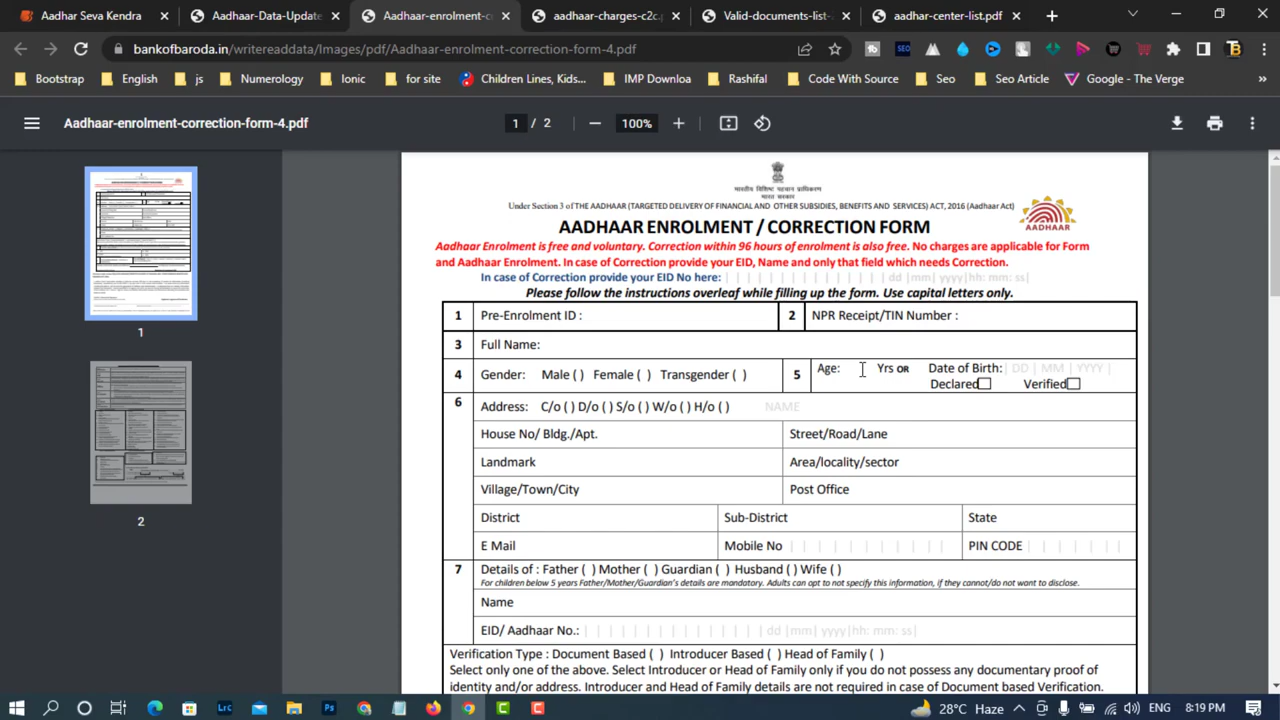 Aadhar Seva Kendra
Aadhaar-Data-Update
Aadhaar-enrolment-c
aadhaar-charges-c2c.p
Valid-documents-list-
aadhar-center-list.pdf
bankofbaroda.in/writereaddata/Images/pdf/Aadhaar-enrolment-correction-form-4.pdf
Bootstrap
English
js
Numerology
Ionic
for site
Children Lines, Kids...
IMP Downloa
Rashifal
Code With Source
Seo
Seo Article
Google - The Verge
»
Aadhaar-enrolment-correction-form-4.pdf
1 / 2
100%
1
2
भारतीय विशिष्ट पहचान प्राधिकरण
भारत सरकार
Under Section 3 of THE AADHAAR (TARGETED DELIVERY OF FINANCIAL AND OTHER SUBSIDIES, BENEFITS AND SERVICES) ACT, 2016 (Aadhaar Act)
AADHAAR
AADHAAR ENROLMENT / CORRECTION FORM
Aadhaar Enrolment is free and voluntary. Correction within 96 hours of enrolment is also free. No charges are applicable for Form
and Aadhaar Enrolment. In case of Correction provide your EID, Name and only that field which needs Correction.
In case of Correction provide your EID No here: | | | | | | | | | | | | | | dd |mm| yyyy|hh: mm: ss|
Please follow the instructions overleaf while filling up the form. Use capital letters only.
1 Pre-Enrolment ID : 2 NPR Receipt/TIN Number :
3 Full Name:
4 Gender: Male ( ) Female ( ) Transgender ( ) 5 Age: Yrs OR Date of Birth: | DD | MM | YYYY |
Declared Verified
6 Address: C/o ( ) D/o ( ) S/o ( ) W/o ( ) H/o ( ) NAME
House No/ Bldg./Apt. Street/Road/Lane
Landmark Area/locality/sector
Village/Town/City Post Office
District Sub-District State
E Mail Mobile No PIN CODE
7 Details of : Father ( ) Mother ( ) Guardian ( ) Husband ( ) Wife ( )
For children below 5 years Father/Mother/Guardian's details are mandatory. Adults can opt to not specify this information, if they cannot/do not want to disclose.
Name
EID/ Aadhaar No.: | | | | | | | | | | | | | | dd |mm| yyyy|hh: mm: ss|
Verification Type : Document Based ( ) Introducer Based ( ) Head of Family ( )
Select only one of the above. Select Introducer or Head of Family only if you do not possess any documentary proof of
identity and/or address. Introducer and Head of Family details are not required in case of Document based Verification.
28°C Haze
ENG
8:19 PM